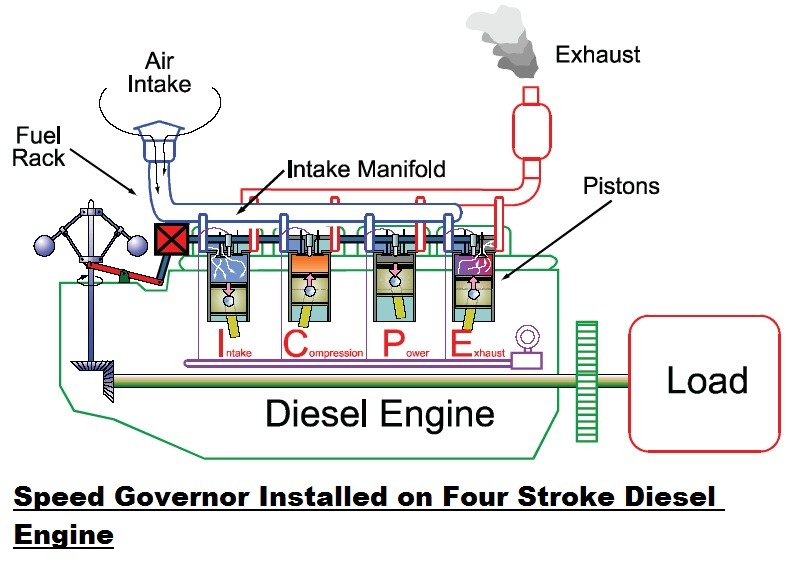 Exhaust
Air
Intake
Fuel
Rack
Intake Manifold
Pistons
Intake Compression Power Exhaust
Load
Diesel Engine
Speed Governor Installed on Four Stroke Diesel
Engine